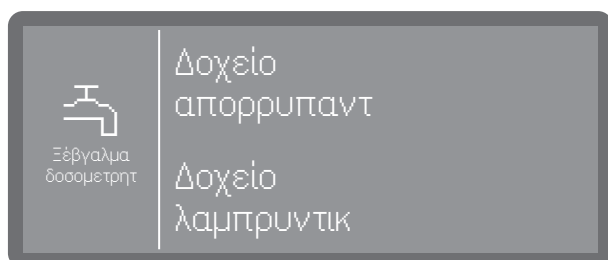 Ξέβγαλμα
δοσομετρητ
Δοχείο
απορρυπαντ
Δοχείο
λαμπρυντικ